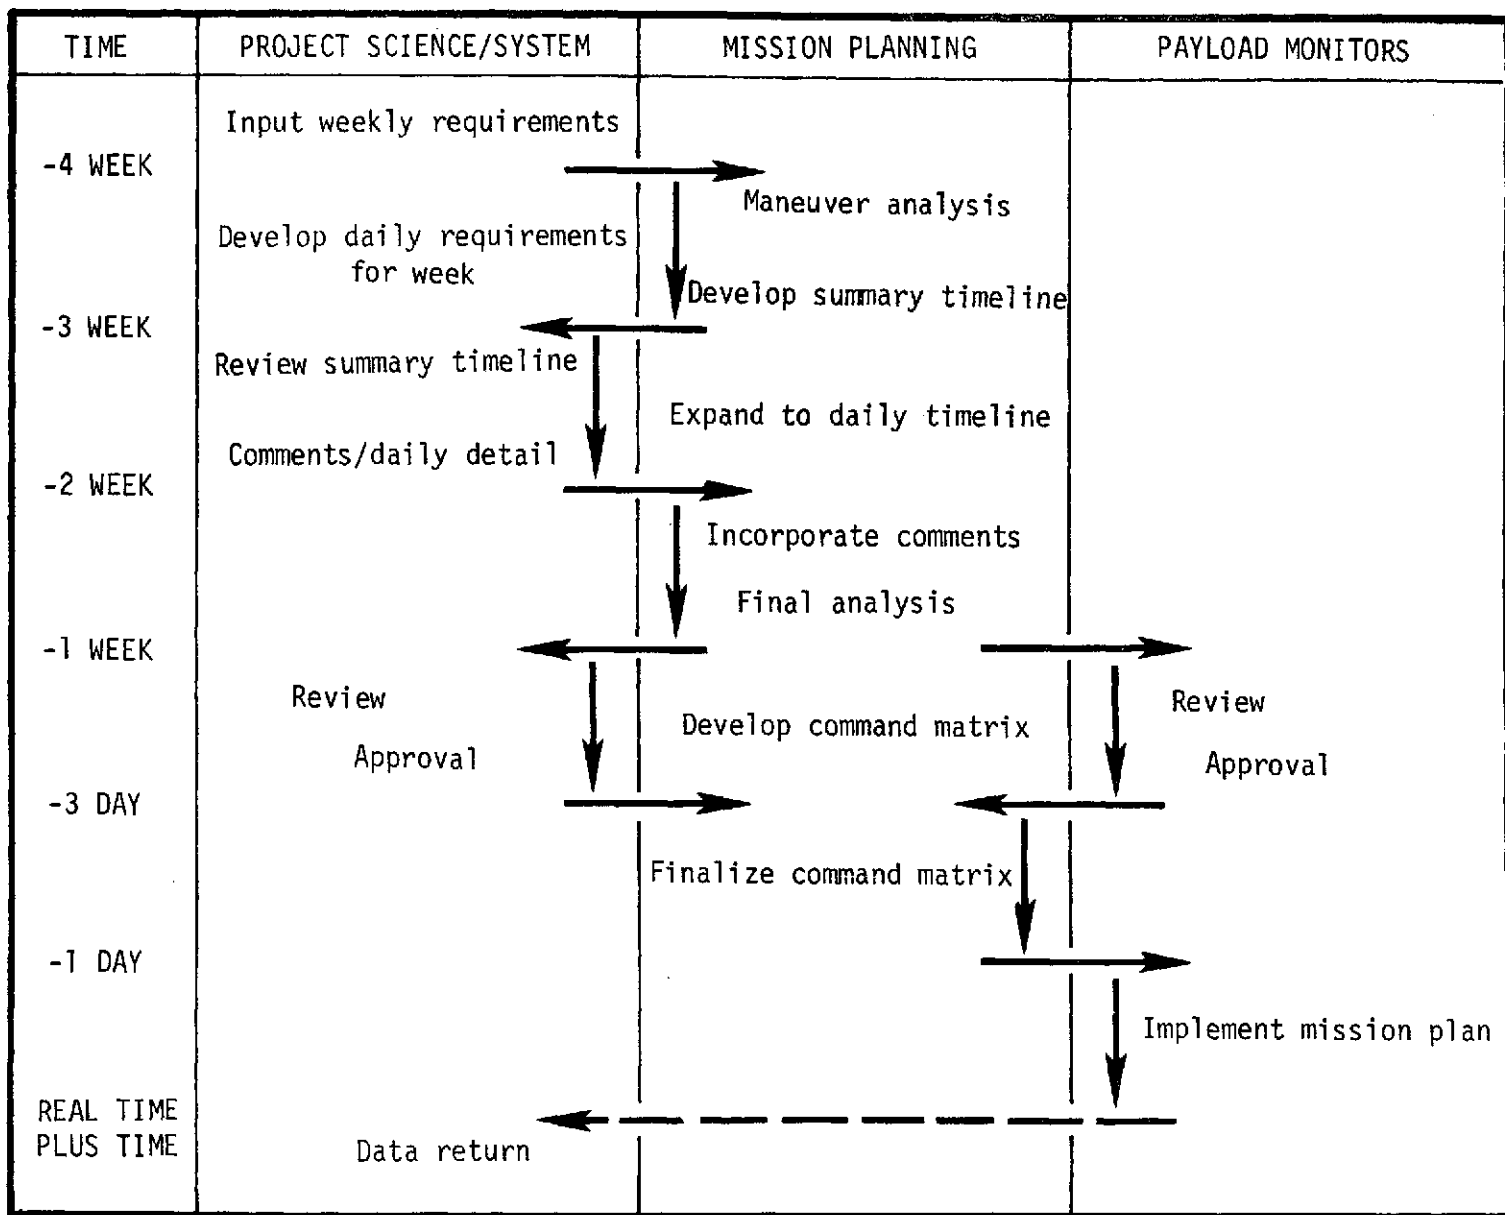 TIME
PROJECT SCIENCE/SYSTEM
MISSION PLANNING
PAYLOAD MONITORS
Input weekly requirements
-4 WEEK
Maneuver analysis
Develop daily requirements
for week
Develop summary timeline
-3 WEEK
Review summary timeline
Expand to daily timeline
Comments/daily detail
-2 WEEK
Incorporate comments
Final analysis
-1 WEEK
Review
Develop command matrix
Review
Approval
Approval
-3 DAY
Finalize command matrix
-1 DAY
Implement mission plan
REAL TIME
PLUS TIME
Data return